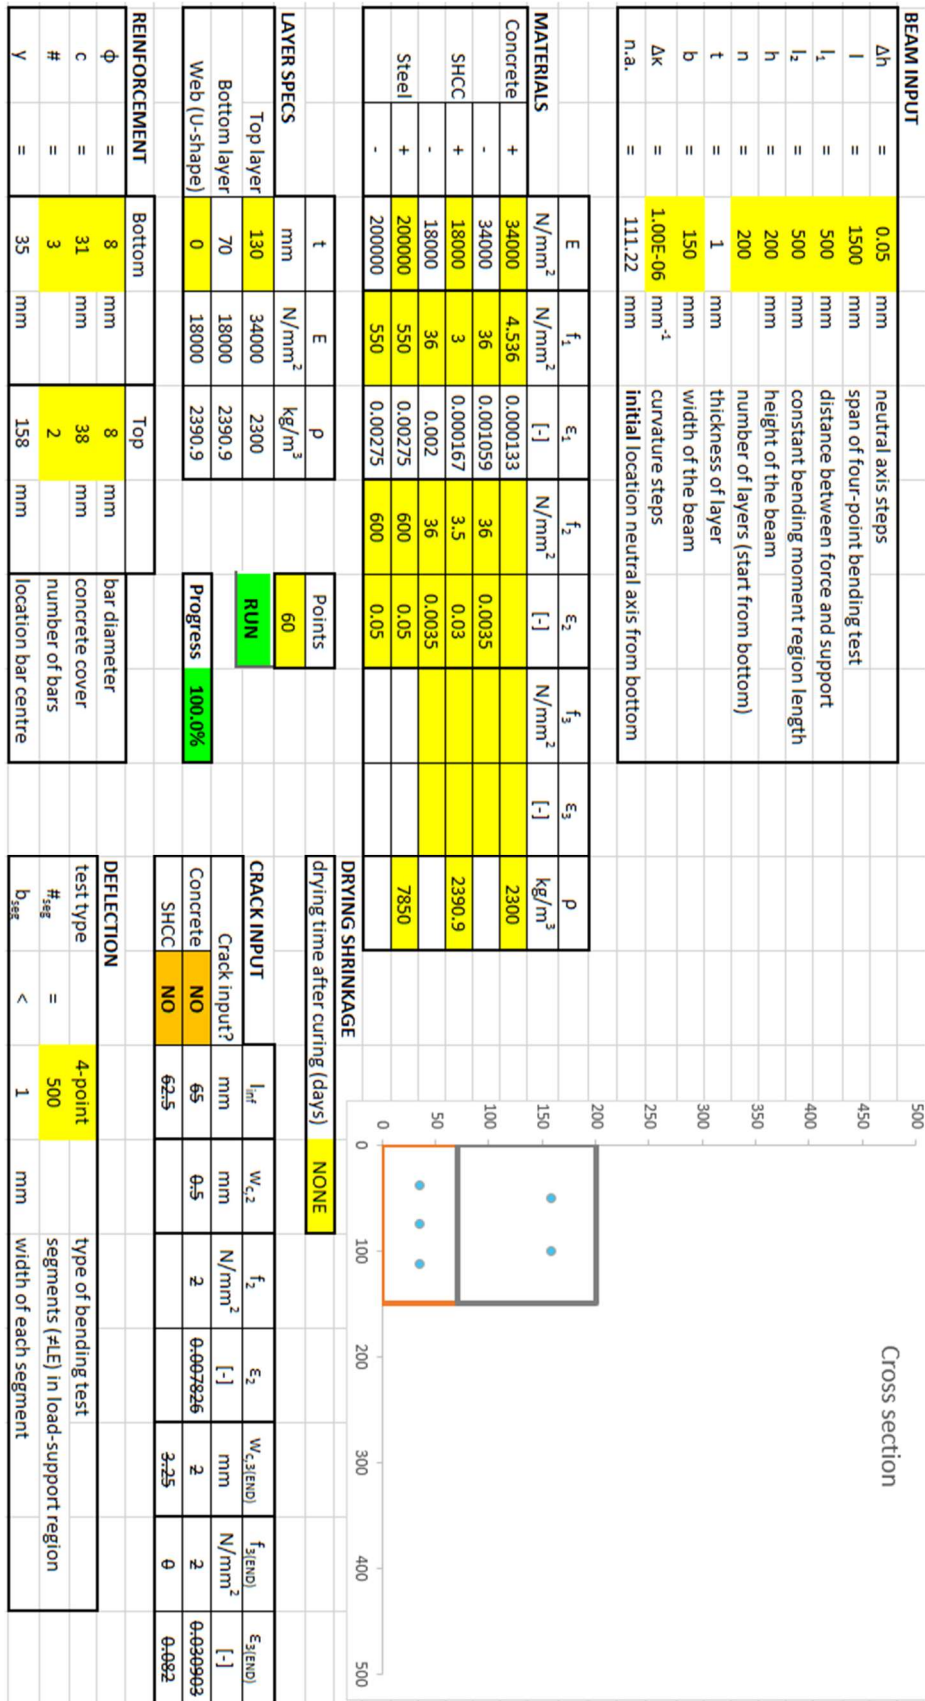 BEAM INPUT
Δh = 0.05 mm neutral axis steps
l = 1500 mm span of four-point bending test
l₁ = 500 mm distance between force and support
l₂ = 500 mm constant bending moment region length
h = 200 mm height of the beam
n = 200 number of layers (start from bottom)
t = 1 mm thickness of layer
b = 150 mm width of the beam
Δκ = 1.00E-06 mm⁻¹ curvature steps
n.a. = 111.22 mm initial location neutral axis from bottom
MATERIALS
E f₁ ε₁ f₂ ε₂ f₃ ε₃ ρ
N/mm² N/mm² [-] N/mm² [-] N/mm² [-] kg/m³
Concrete + 34000 4.536 0.000133 2300
- 34000 36 0.001059 36 0.0035
SHCC + 18000 3 0.000167 3.5 0.03 2390.9
- 18000 36 0.002 36 0.0035
Steel + 200000 550 0.00275 600 0.05 7850
- 200000 550 0.00275 600 0.05
LAYER SPECS
t E ρ
mm N/mm² kg/m³
Top layer 130 34000 2300
Bottom layer 70 18000 2390.9
Web (U-shape) 0 18000 2390.9
Points
60
RUN
Progress 100.0%
REINFORCEMENT
Bottom Top
ϕ = 8 mm 8 mm bar diameter
c = 31 mm 38 mm concrete cover
# = 3 2 number of bars
y = 35 mm 158 mm location bar centre
Cross section
500
450
400
350
300
250
200
150
100
50
0
0 100 200 300 400 500
DRYING SHRINKAGE
drying time after curing (days) NONE
CRACK INPUT
l_inf w_c,2 f₂ ε₂ w_c,3(END) f_3(END) ε_3(END)
Crack input? mm mm N/mm² [-] mm N/mm² [-]
Concrete NO 65 0.5 2 0.007826 2 2 0.030903
SHCC NO 62.5 3.25 0 0.082
DEFLECTION
test type 4-point type of bending test
#seg = 500 segments (≠LE) in load-support region
b_seg < 1 mm width of each segment